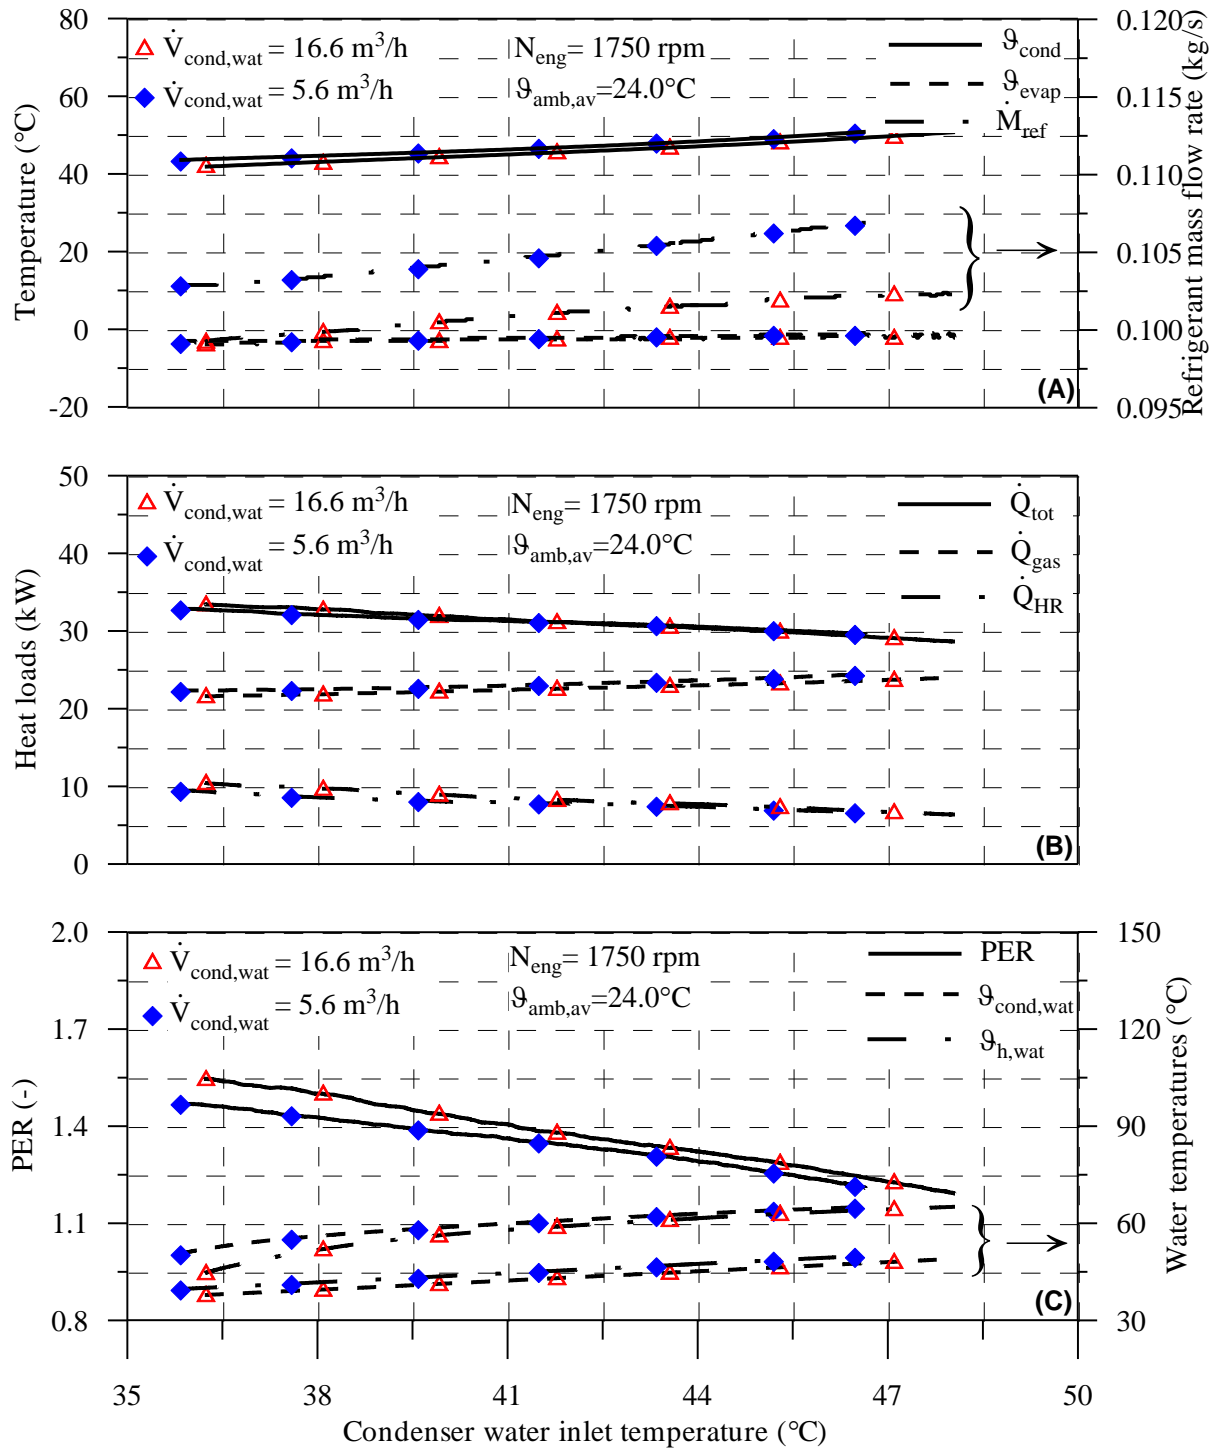 80
60
40
20
0
-20
Temperature (°C)
V̇cond,wat = 16.6 m³/h
V̇cond,wat = 5.6 m³/h
Neng = 1750 rpm
ϑamb,av=24.0°C
ϑcond
ϑevap
Ṁref
0.120
0.115
0.110
0.105
0.100
0.095
Refrigerant mass flow rate (kg/s)
(A)
50
40
30
20
10
0
Heat loads (kW)
V̇cond,wat = 16.6 m³/h
V̇cond,wat = 5.6 m³/h
Neng= 1750 rpm
ϑamb,av=24.0°C
Q̇tot
Q̇gas
Q̇HR
(B)
2.0
1.7
1.4
1.1
0.8
PER (-)
V̇cond,wat = 16.6 m³/h
V̇cond,wat = 5.6 m³/h
Neng= 1750 rpm
ϑamb,av=24.0°C
PER
ϑcond,wat
ϑh,wat
150
120
90
60
30
Water temperatures (°C)
(C)
35 38 41 44 47 50
Condenser water inlet temperature (°C)